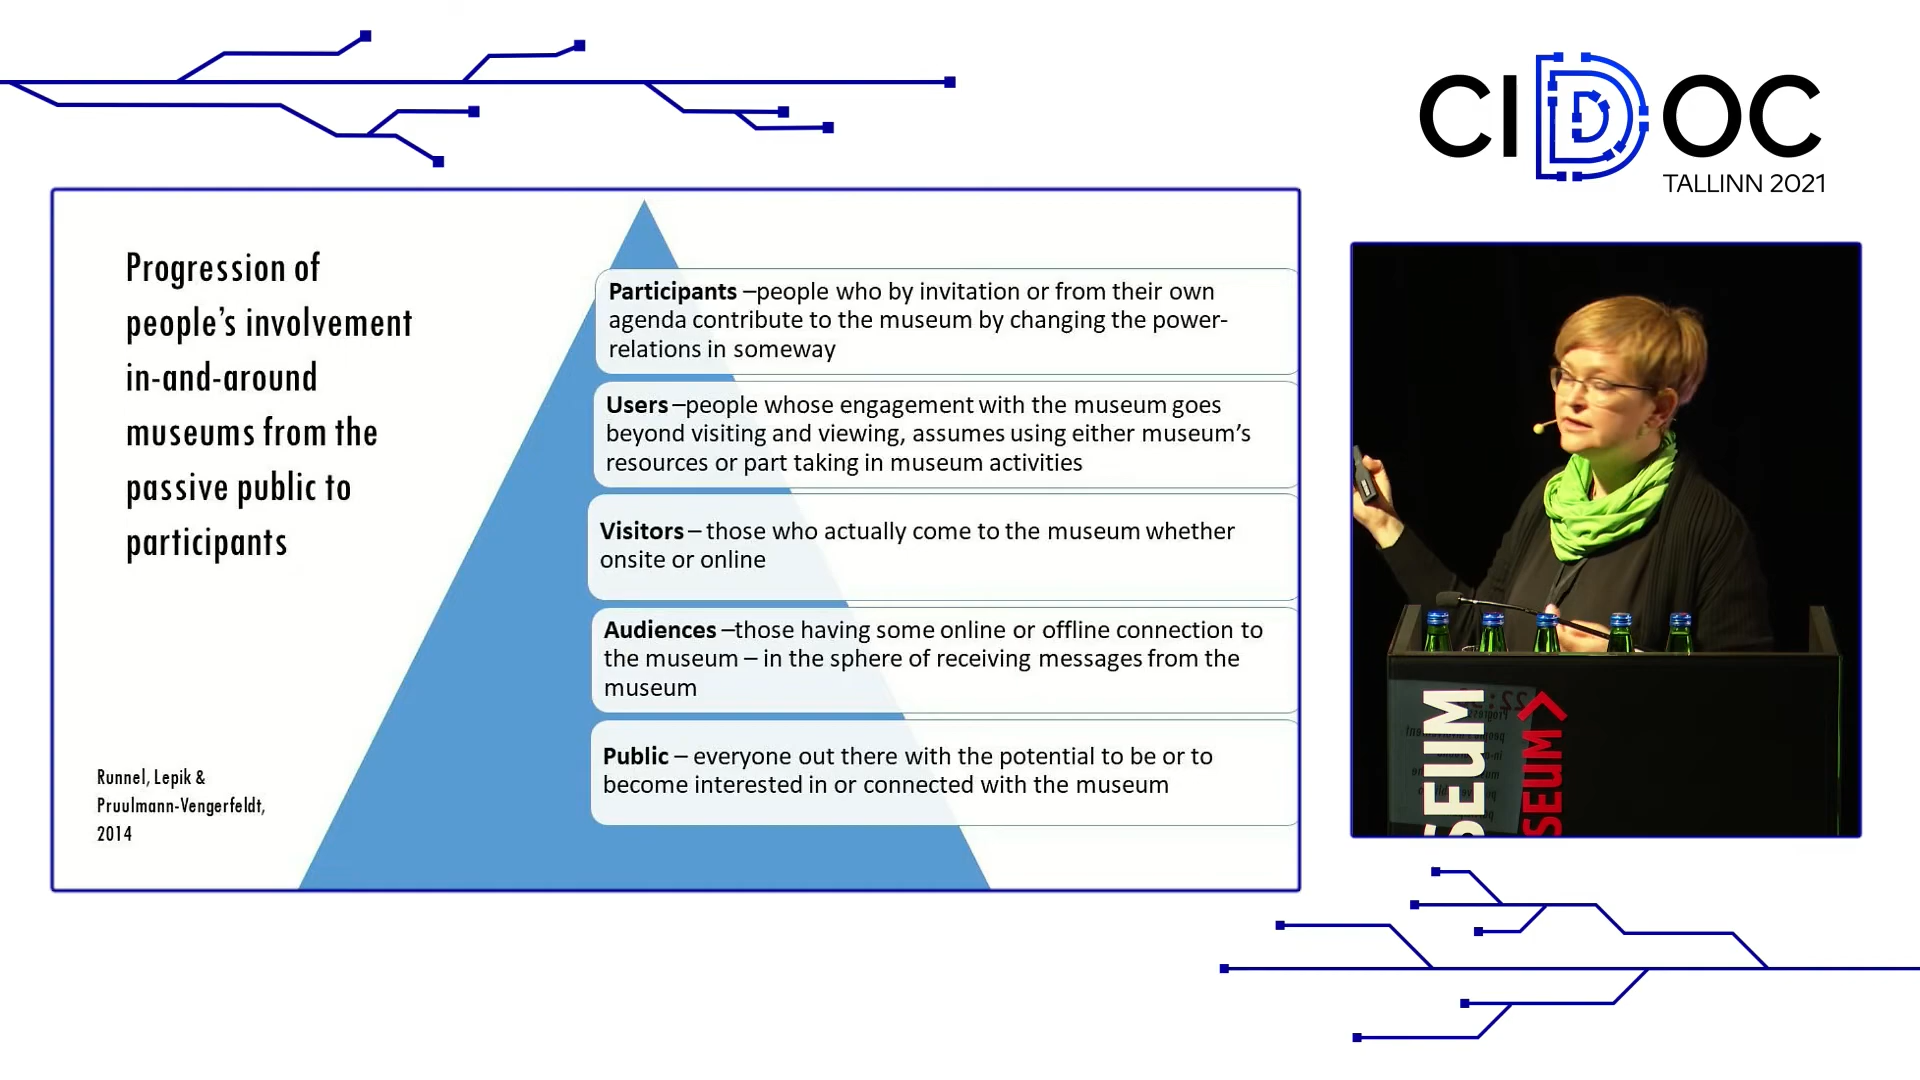 CIDOC
TALLINN 2021
Progression of
people's involvement
in-and-around
museums from the
passive public to
participants
Runnel, Lepik &
Pruulmann-Vengerfeldt,
2014
Participants –people who by invitation or from their own
agenda contribute to the museum by changing the power-
relations in someway
Users –people whose engagement with the museum goes
beyond visiting and viewing, assumes using either museum's
resources or part taking in museum activities
Visitors – those who actually come to the museum whether
onsite or online
Audiences –those having some online or offline connection to
the museum – in the sphere of receiving messages from the
museum
Public – everyone out there with the potential to be or to
become interested in or connected with the museum
SEUM
SEUM